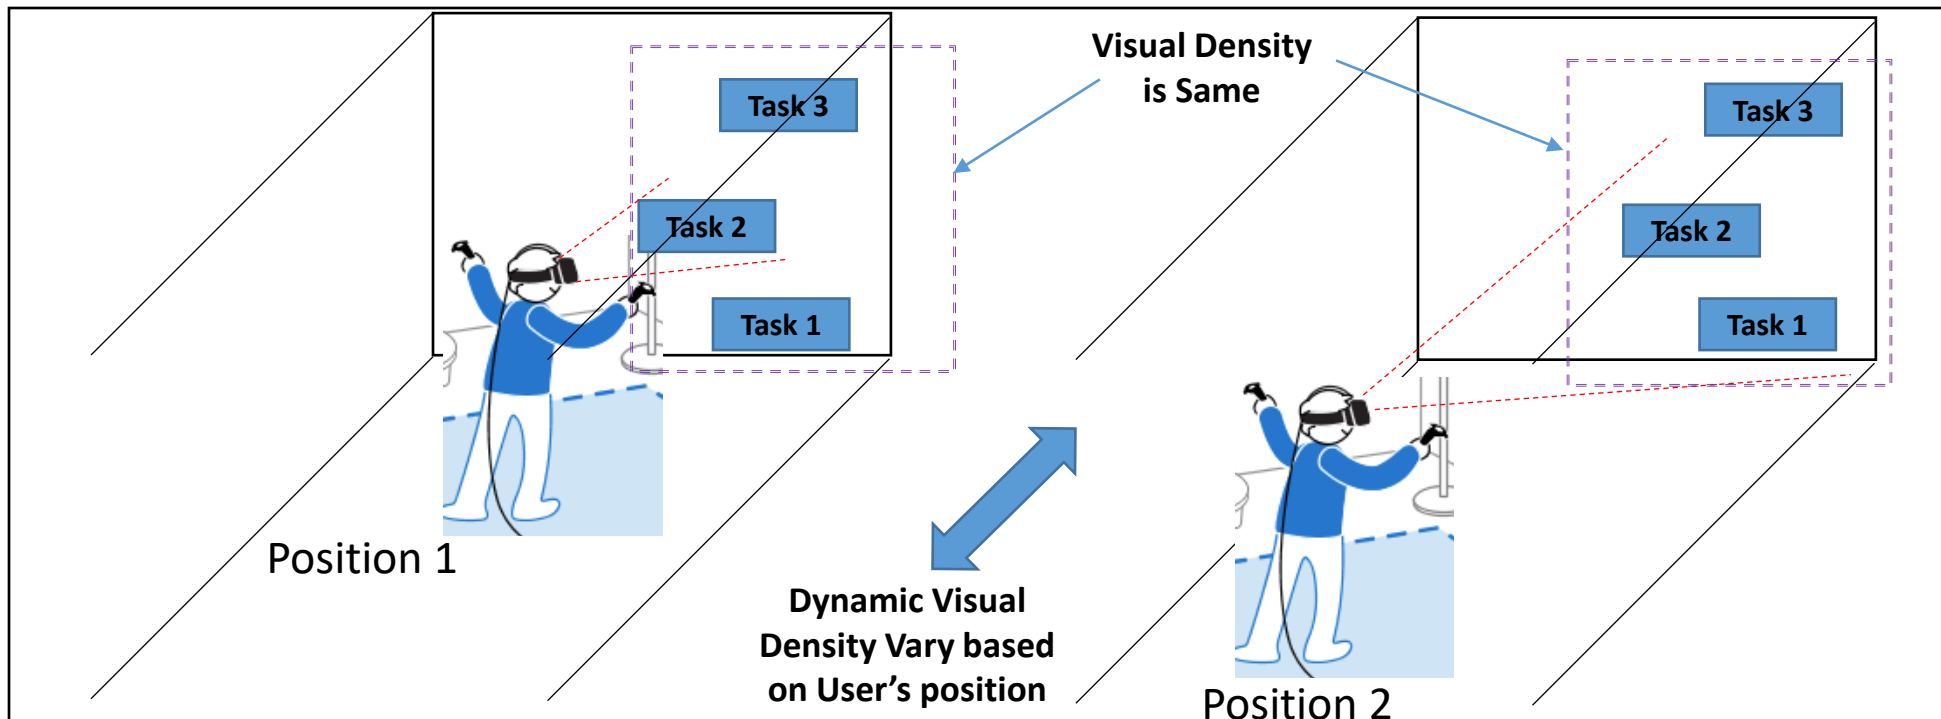 Visual Density
is Same
Task 3
Task 2
Task 1
Task 3
Task 2
Task 1
Position 1
Dynamic Visual
Density Vary based
on User's position
Position 2